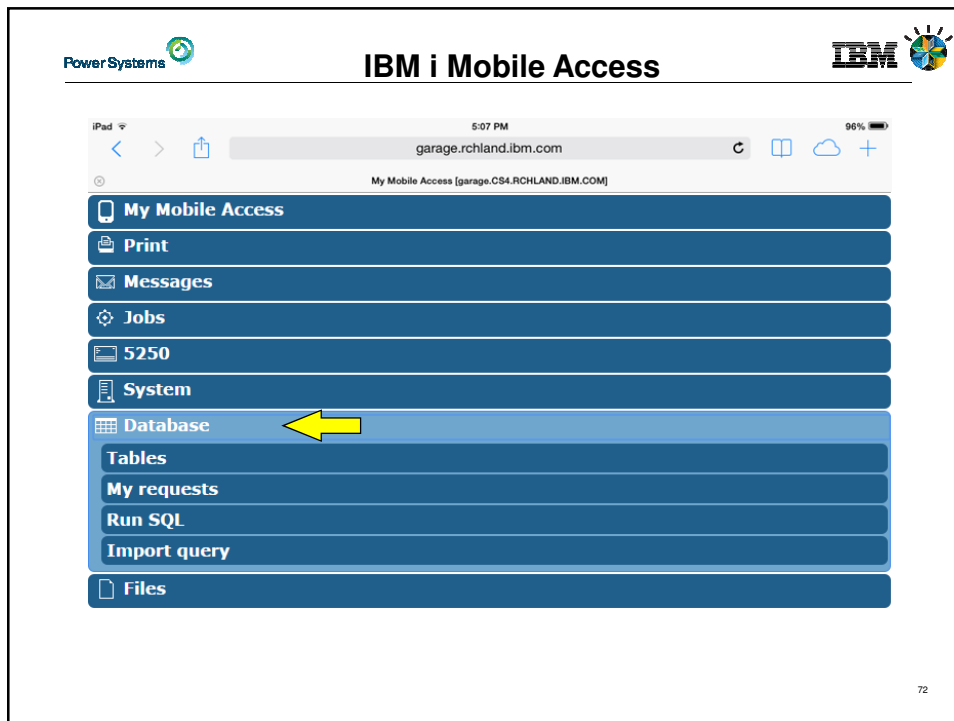 Power Systems
IBM i Mobile Access
IBM
iPad 5:07 PM 96%
garage.rchland.ibm.com
My Mobile Access [garage.CS4.RCHLAND.IBM.COM]
My Mobile Access
Print
Messages
Jobs
5250
System
Database
Tables
My requests
Run SQL
Import query
Files
72